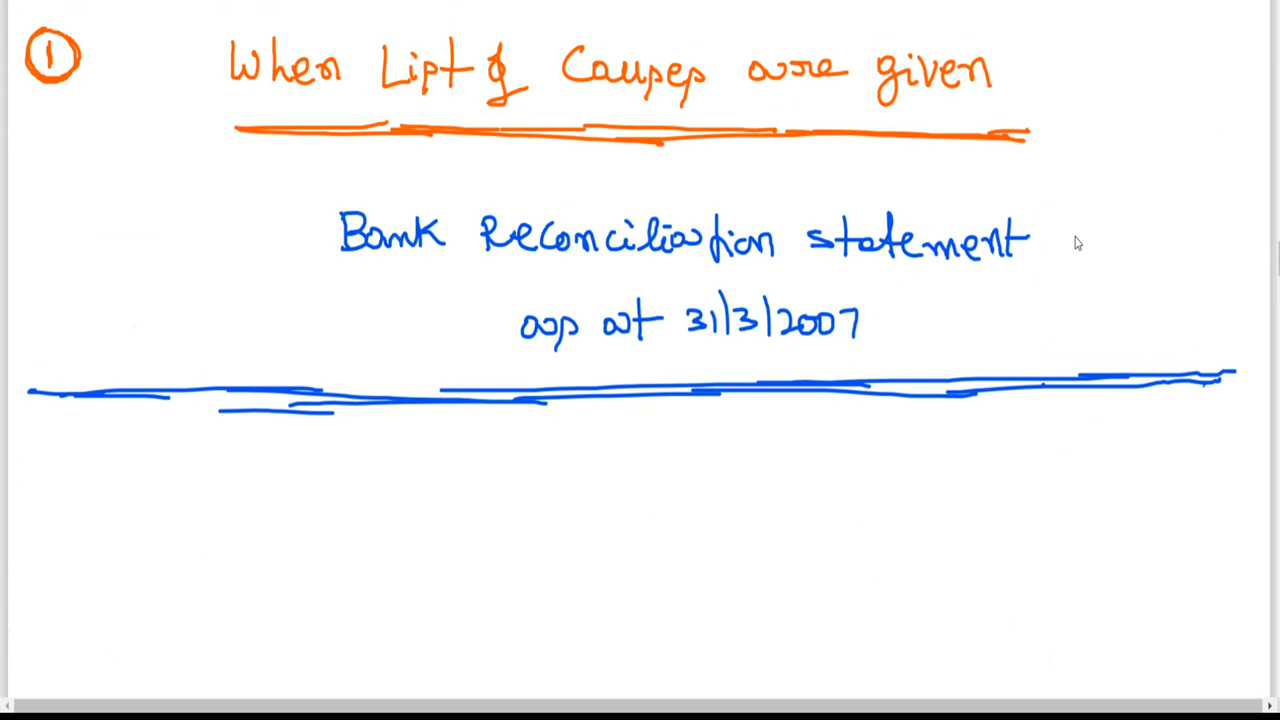 1 When List of Causes are given
Bank Reconciliation statement
as at 31/3/2007